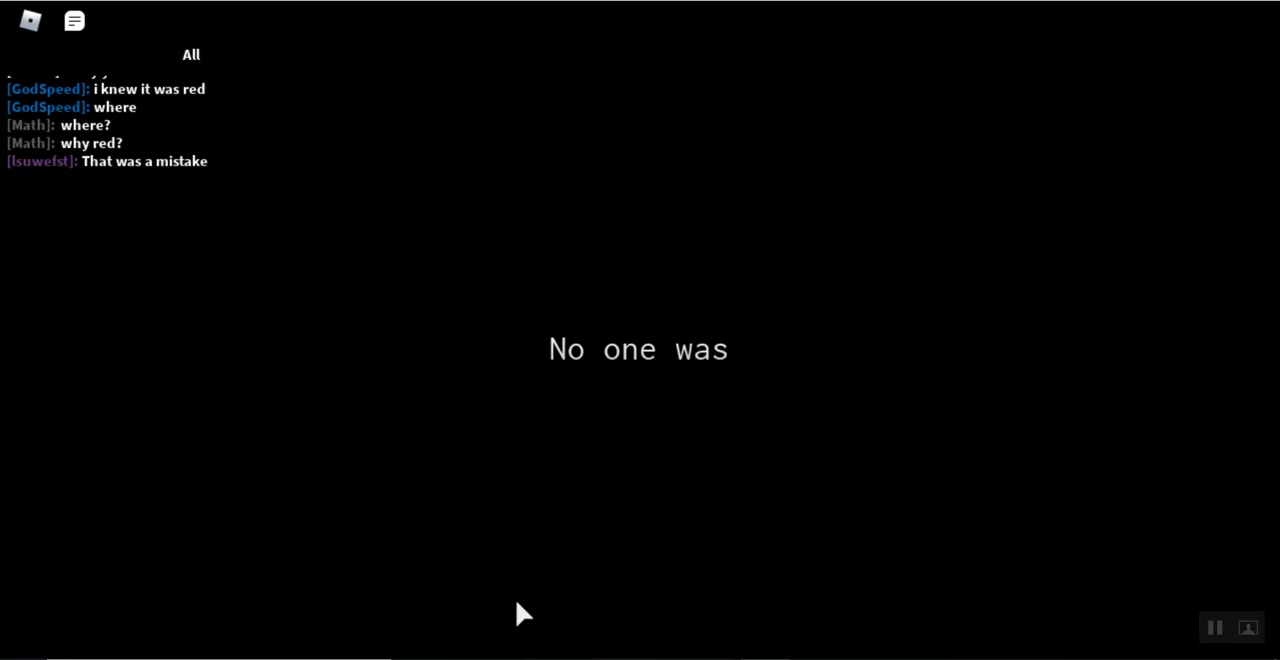 All
[GodSpeed]: i knew it was red
[GodSpeed]: where
[Math]: where?
[Math]: why red?
[lsuwefst]: That was a mistake
No one was